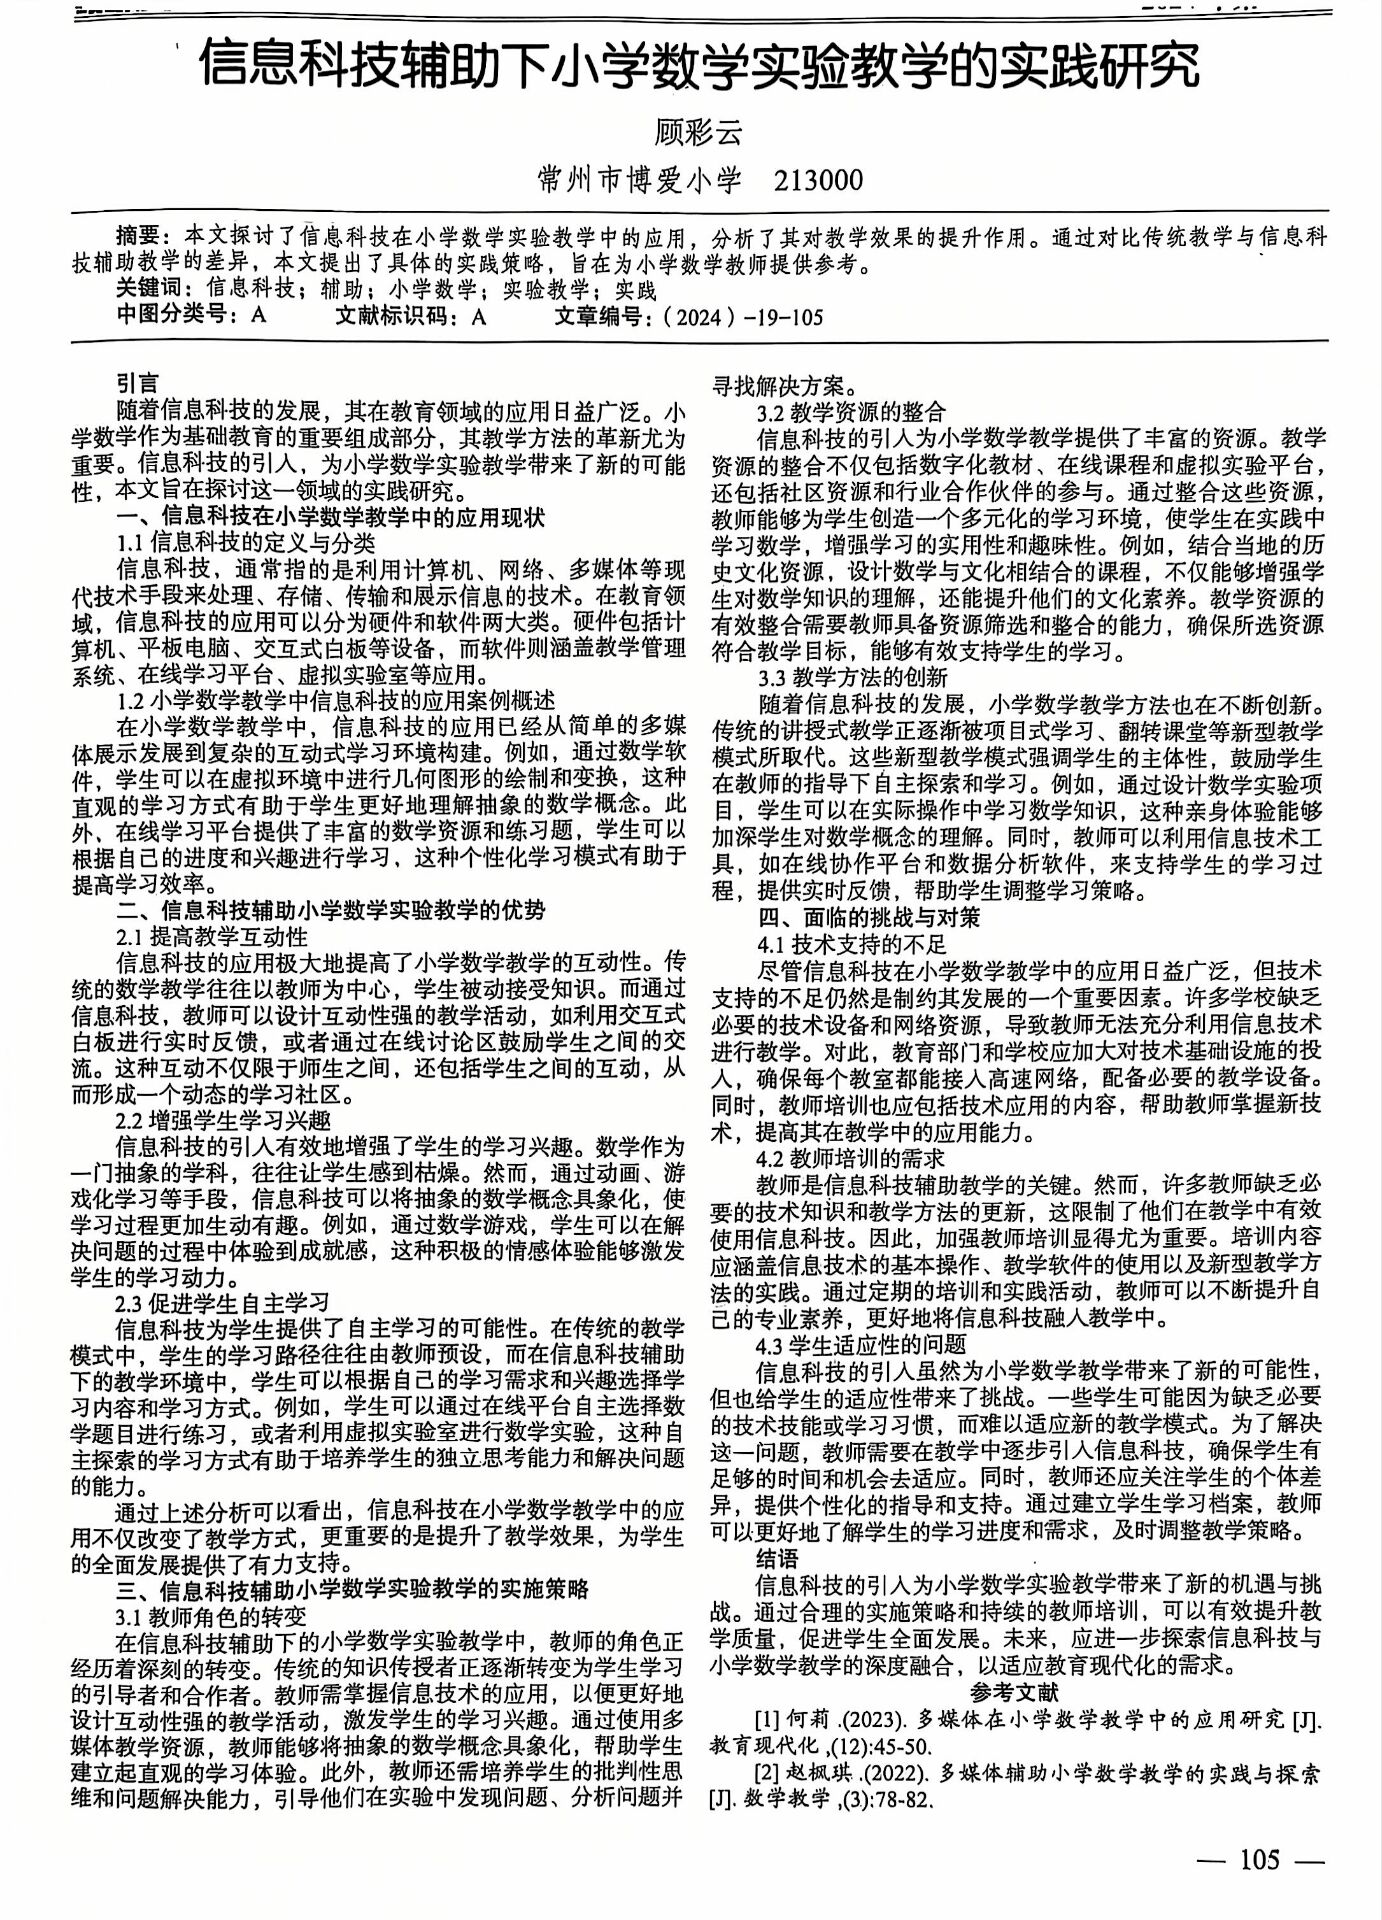 信息科技辅助下小学数学实验教学的实践研究
顾彩云
常州市博爱小学 213000
摘要：本文探讨了信息科技在小学数学实验教学中的应用，分析了其对教学效果的提升作用。通过对比传统教学与信息科
技辅助教学的差异，本文提出了具体的实践策略，旨在为小学数学教师提供参考。
关键词：信息科技；辅助；小学数学；实验教学；实践
中图分类号：A 文献标识码：A 文章编号：（2024）-19-105
引言
随着信息科技的发展，其在教育领域的应用日益广泛。小
学数学作为基础教育的重要组成部分，其教学方法的革新尤为
重要。信息科技的引人，为小学数学实验教学带来了新的可能
性，本文旨在探讨这一领域的实践研究。
一、信息科技在小学数学教学中的应用现状
1.1 信息科技的定义与分类
信息科技，通常指的是利用计算机、网络、多媒体等现
代技术手段来处理、存储、传输和展示信息的技术。在教育领
域，信息科技的应用可以分为硬件和软件两大类。硬件包括计
算机、平板电脑、交互式白板等设备，而软件则涵盖教学管理
系统、在线学习平台、虚拟实验室等应用。
1.2 小学数学教学中信息科技的应用案例概述
在小学数学教学中，信息科技的应用已经从简单的多媒
体展示发展到复杂的互动式学习环境构建。例如，通过数学软
件，学生可以在虚拟环境中进行几何图形的绘制和变换，这种
直观的学习方式有助于学生更好地理解抽象的数学概念。此
外，在线学习平台提供了丰富的数学资源和练习题，学生可以
根据自己的进度和兴趣进行学习，这种个性化学习模式有助于
提高学习效率。
二、信息科技辅助小学数学实验教学的优势
2.1 提高教学互动性
信息科技的应用极大地提高了小学数学教学的互动性。传
统的数学教学往往以教师为中心，学生被动接受知识。而通过
信息科技，教师可以设计互动性强的教学活动，如利用交互式
白板进行实时反馈，或者通过在线讨论区鼓励学生之间的交
流。这种互动不仅限于师生之间，还包括学生之间的互动，从
而形成一个动态的学习社区。
2.2 增强学生学习兴趣
信息科技的引人有效地增强了学生的学习兴趣。数学作为
一门抽象的学科，往往让学生感到枯燥。然而，通过动画、游
戏化学习等手段，信息科技可以将抽象的数学概念具象化，使
学习过程更加生动有趣。例如，通过数学游戏，学生可以在解
决问题的过程中体验到成就感，这种积极的情感体验能够激发
学生的学习动力。
2.3 促进学生自主学习
信息科技为学生提供了自主学习的可能性。在传统的教学
模式中，学生的学习路径往往由教师预设，而在信息科技辅助
下的教学环境中，学生可以根据自己的学习需求和兴趣选择学
习内容和学习方式。例如，学生可以通过在线平台自主选择数
学题目进行练习，或者利用虚拟实验室进行数学实验，这种自
主探索的学习方式有助于培养学生的独立思考能力和解决问题
的能力。
通过上述分析可以看出，信息科技在小学数学教学中的应
用不仅改变了教学方式，更重要的是提升了教学效果，为学生
的全面发展提供了有力支持。
三、信息科技辅助小学数学实验教学的实施策略
3.1 教师角色的转变
在信息科技辅助下的小学数学实验教学中，教师的角色正
经历着深刻的转变。传统的知识传授者正逐渐转变为学生学习
的引导者和合作者。教师需掌握信息技术的应用，以便更好地
设计互动性强的教学活动，激发学生的学习兴趣。通过使用多
媒体教学资源，教师能够将抽象的数学概念具象化，帮助学生
建立起直观的学习体验。此外，教师还需培养学生的批判性思
维和问题解决能力，引导他们在实验中发现问题、分析问题并
寻找解决方案。
3.2 教学资源的整合
信息科技的引人为小学数学教学提供了丰富的资源。教学
资源的整合不仅包括数字化教材、在线课程和虚拟实验平台，
还包括社区资源和行业合作伙伴的参与。通过整合这些资源，
教师能够为学生创造一个多元化的学习环境，使学生在实践中
学习数学，增强学习的实用性和趣味性。例如，结合当地的历
史文化资源，设计数学与文化相结合的课程，不仅能够增强学
生对数学知识的理解，还能提升他们的文化素养。教学资源的
有效整合需要教师具备资源筛选和整合的能力，确保所选资源
符合教学目标，能够有效支持学生的学习。
3.3 教学方法的创新
随着信息科技的发展，小学数学教学方法也在不断创新。
传统的讲授式教学正逐渐被项目式学习、翻转课堂等新型教学
模式所取代。这些新型教学模式强调学生的主体性，鼓励学生
在教师的指导下自主探索和学习。例如，通过设计数学实验项
目，学生可以在实际操作中学习数学知识，这种亲身体验能够
加深学生对数学概念的理解。同时，教师可以利用信息技术工
具，如在线协作平台和数据分析软件，来支持学生的学习过
程，提供实时反馈，帮助学生调整学习策略。
四、面临的挑战与对策
4.1 技术支持的不足
尽管信息科技在小学数学教学中的应用日益广泛，但技术
支持的不足仍然是制约其发展的一个重要因素。许多学校缺乏
必要的技术设备和网络资源，导致教师无法充分利用信息技术
进行教学。对此，教育部门和学校应加大对技术基础设施的投
人，确保每个教室都能接人高速网络，配备必要的教学设备。
同时，教师培训也应包括技术应用的内容，帮助教师掌握新技
术，提高其在教学中的应用能力。
4.2 教师培训的需求
教师是信息科技辅助教学的关键。然而，许多教师缺乏必
要的技术知识和教学方法的更新，这限制了他们在教学中有效
使用信息科技。因此，加强教师培训显得尤为重要。培训内容
应涵盖信息技术的基本操作、教学软件的使用以及新型教学方
法的实践。通过定期的培训和实践活动，教师可以不断提升自
己的专业素养，更好地将信息科技融人教学中。
4.3 学生适应性的问题
信息科技的引人虽然为小学数学教学带来了新的可能性，
但也给学生的适应性带来了挑战。一些学生可能因为缺乏必要
的技术技能或学习习惯，而难以适应新的教学模式。为了解决
这一问题，教师需要在教学中逐步引人信息科技，确保学生有
足够的时间和机会去适应。同时，教师还应关注学生的个体差
异，提供个性化的指导和支持。通过建立学生学习档案，教师
可以更好地了解学生的学习进度和需求，及时调整教学策略。
结语
信息科技的引人为小学数学实验教学带来了新的机遇与挑
战。通过合理的实施策略和持续的教师培训，可以有效提升教
学质量，促进学生全面发展。未来，应进一步探索信息科技与
小学数学教学的深度融合，以适应教育现代化的需求。
参考文献
[1] 何莉 .(2023). 多媒体在小学数学教学中的应用研究 [J].
教育现代化 ,(12):45-50.
[2] 赵枫琪 .(2022). 多媒体辅助小学数学教学的实践与探索
[J]. 数学教学 ,(3):78-82.
— 105 —